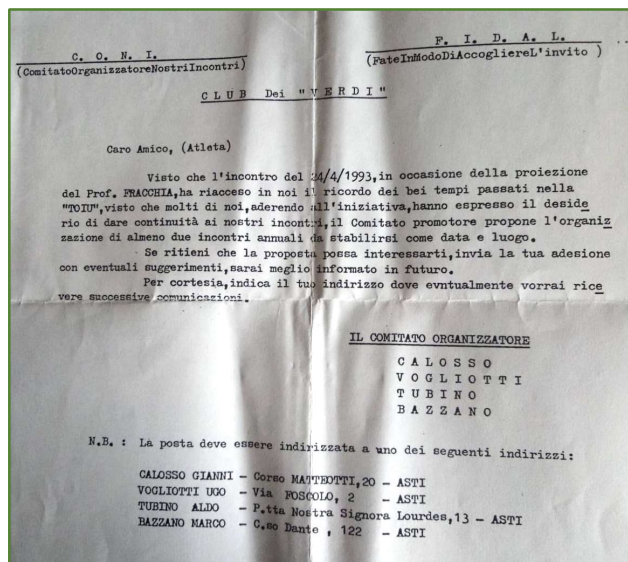 C. O. N. I.
F. I. D. A. L.
(ComitatoOrganizzatoreNostriIncontri)
(FateInModoDiAccogliereL'invito )
CLUB Dei "VERDI"
Caro Amico, (Atleta)
Visto che l'incontro del 24/4/1993,in occasione della proiezione
del Prof. FRACCHIA,ha riacceso in noi il ricordo dei bei tempi passati nella
"TOIU",visto che molti di noi,aderendo all'iniziativa,hanno espresso il deside
rio di dare continuità ai nostri incontri,il Comitato promotore propone l'organiz
zazione di almeno due incontri annuali da stabilirsi come data e luogo.
Se ritieni che la proposta possa interessarti, invia la tua adesione
con eventuali suggerimenti, sarai meglio informato in futuro.
Per cortesia, indica il tuo indirizzo dove evntualmente vorrai rice
vere successive comunicazioni.
IL COMITATO ORGANIZZATORE
C A L O S S O
V O G L I O T T I
T U B I N O
B A Z Z A N O
N.B. : La posta deve essere indirizzata a uno dei seguenti indirizzi:
CALOSSO GIANNI - Corso MATTEOTTI,20 - ASTI
VOGLIOTTI UGO - Via FOSCOLO, 2 - ASTI
TUBINO ALDO - P.tta Nostra Signora Lourdes,13 - ASTI
BAZZANO MARCO - C.so Dante , 122 - ASTI